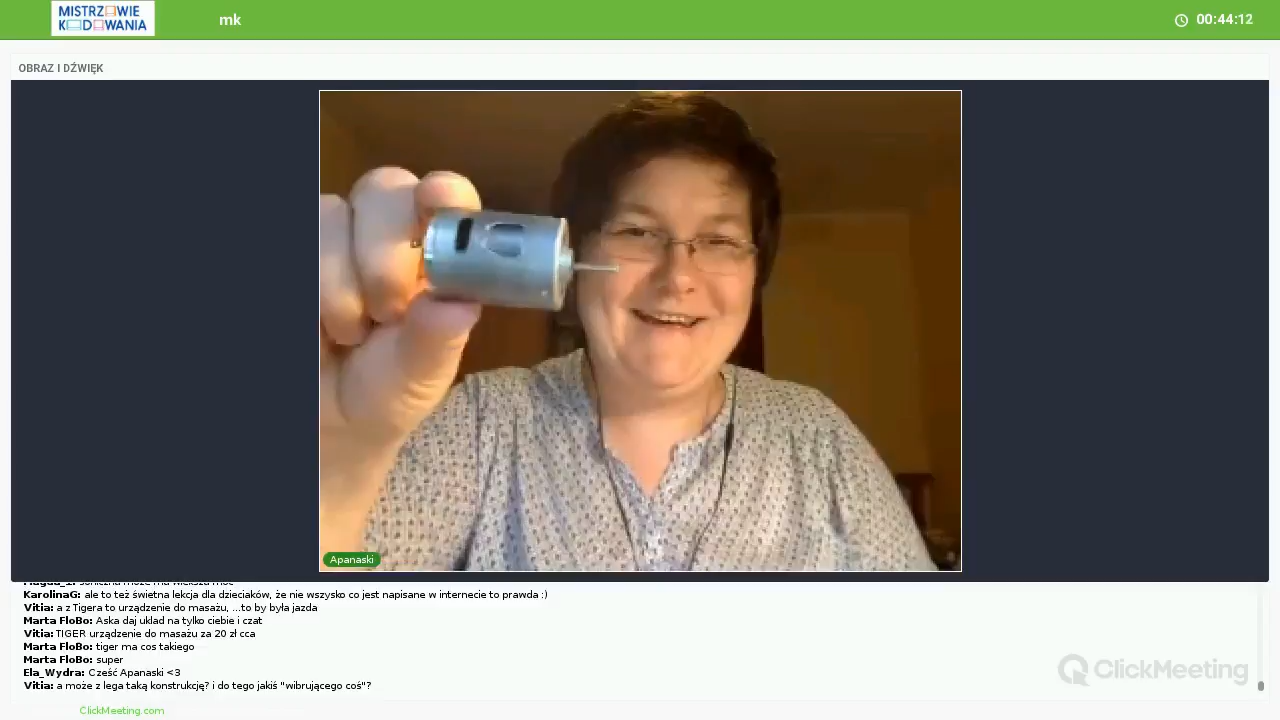 MISTRZOWIE
KODOWANIA
mk
00:44:12
OBRAZ I DŹWIĘK
Apanaski
KarolinaG: ale to też świetna lekcja dla dzieciaków, że nie wszysko co jest napisane w internecie to prawda :)
Vitia: a z Tigera to urządzenie do masażu, ...to by była jazda
Marta FloBo: Aska daj uklad na tylko ciebie i czat
Vitia: TIGER urządzenie do masażu za 20 zł cca
Marta FloBo: tiger ma cos takiego
Marta FloBo: super
Ela_Wydra: Cześć Apanaski <3
Vitia: a może z lega taką konstrukcję? i do tego jakiś "wibrującego coś"?
ClickMeeting
ClickMeeting.com